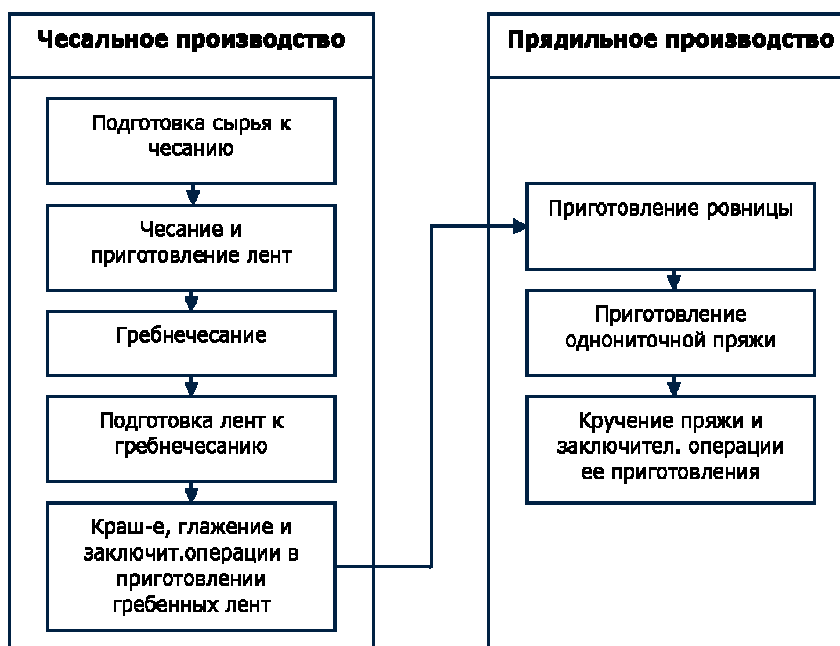 Чесальное производство
Подготовка сырья к
чесанию
Чесание и
приготовление лент
Гребнечесание
Подготовка лент к
гребнечесанию
Краш-е, глажение и
заключит.операции в
приготовлении
гребенных лент
Прядильное производство
Приготовление ровницы
Приготовление
однониточной пряжи
Кручение пряжи и
заключител. операции
ее приготовления